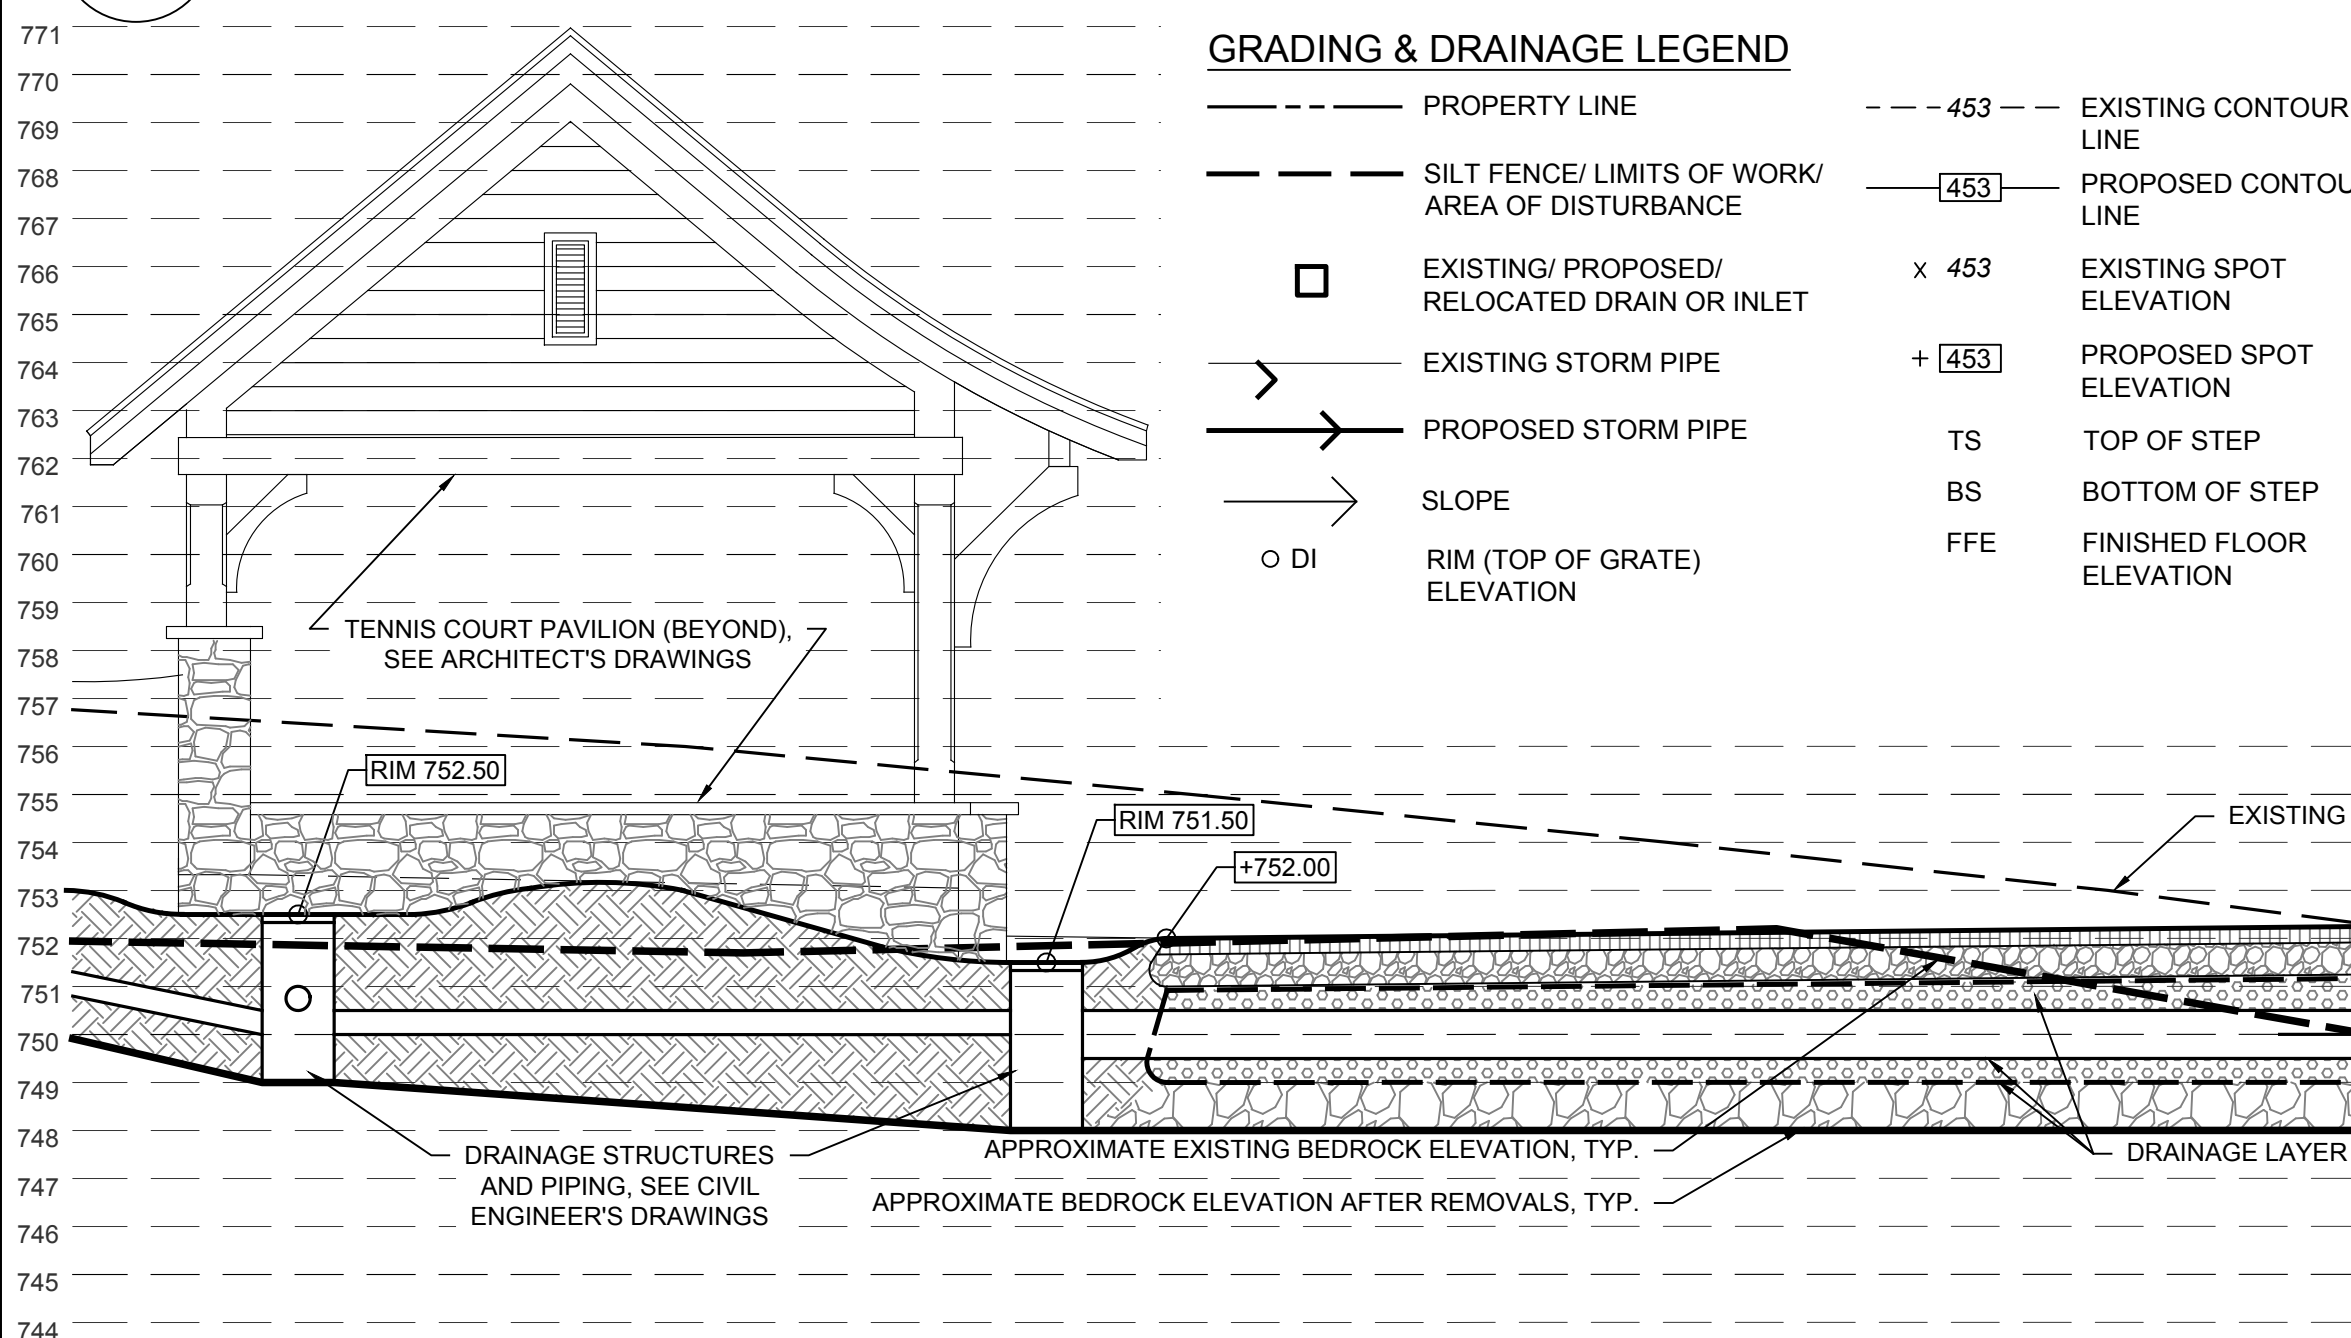 771
770
769
768
767
766
765
764
763
762
761
760
759
758
757
756
755
754
753
752
751
750
749
748
747
746
745
744
GRADING & DRAINAGE LEGEND
PROPERTY LINE
SILT FENCE/ LIMITS OF WORK/
AREA OF DISTURBANCE
EXISTING/ PROPOSED/
RELOCATED DRAIN OR INLET
EXISTING STORM PIPE
PROPOSED STORM PIPE
SLOPE
DI
RIM (TOP OF GRATE)
ELEVATION
453
EXISTING CONTOUR
LINE
453
PROPOSED CONTOU
LINE
x 453
EXISTING SPOT
ELEVATION
+ 453
PROPOSED SPOT
ELEVATION
TS
TOP OF STEP
BS
BOTTOM OF STEP
FFE
FINISHED FLOOR
ELEVATION
TENNIS COURT PAVILION (BEYOND),
SEE ARCHITECT'S DRAWINGS
RIM 752.50
RIM 751.50
+752.00
EXISTING
DRAINAGE STRUCTURES
AND PIPING, SEE CIVIL
ENGINEER'S DRAWINGS
APPROXIMATE EXISTING BEDROCK ELEVATION, TYP.
APPROXIMATE BEDROCK ELEVATION AFTER REMOVALS, TYP.
DRAINAGE LAYER